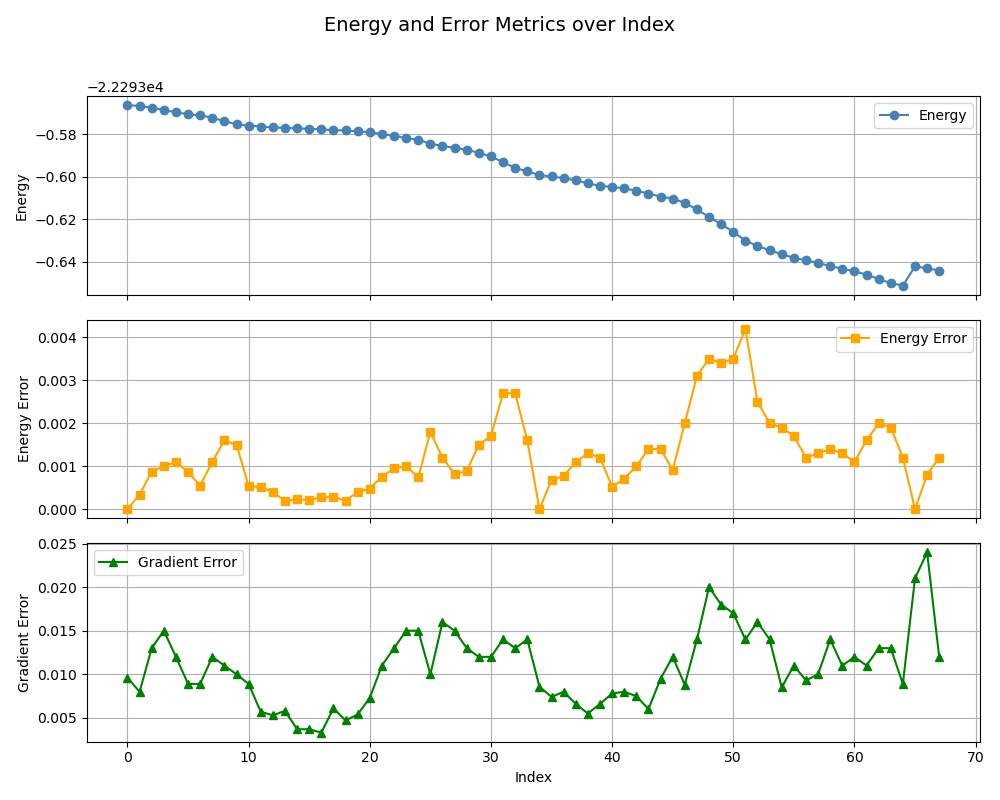 Energy and Error Metrics over Index
−2.2293e4
Energy
−0.58
−0.60
−0.62
−0.64
Energy
Energy Error
0.004
0.003
0.002
0.001
0.000
Energy Error
Gradient Error
0.025
0.020
0.015
0.010
0.005
Gradient Error
0 10 20 30 40 50 60 70
Index